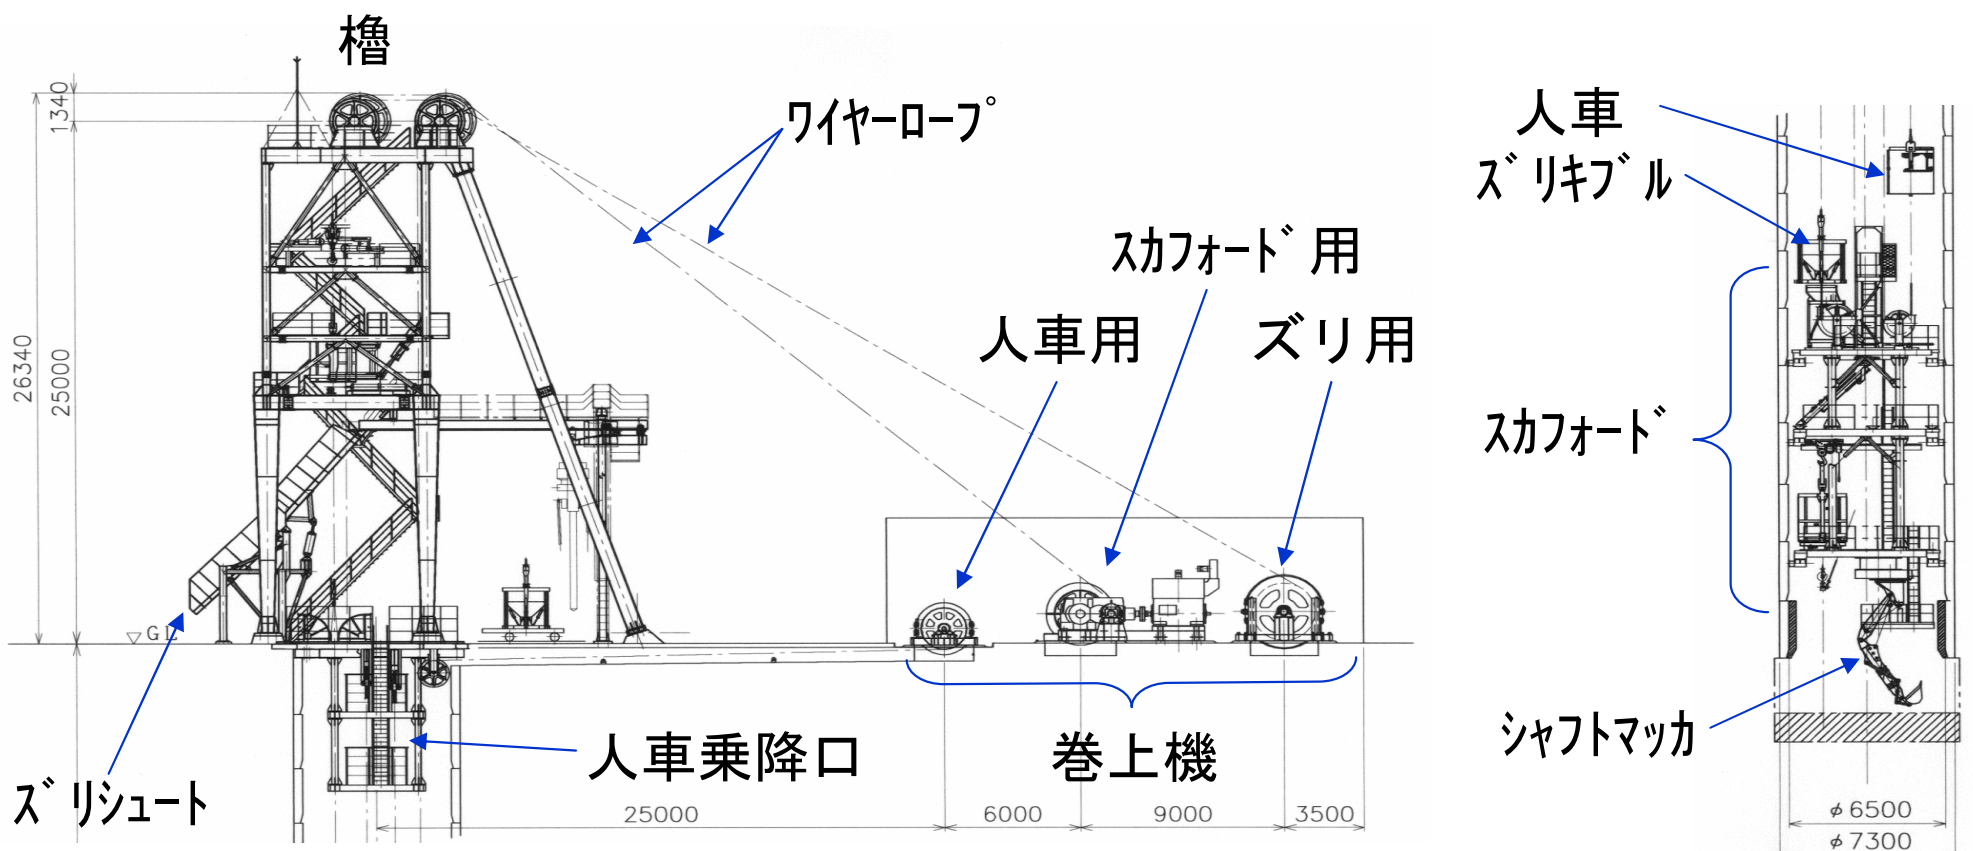 櫓
ﾜｲﾔｰﾛｰﾌﾟ
ｽｶﾌｫｰﾄﾞ用
人車用
ズリ用
1340
26340
25000
GL
ｽﾞﾘｼｭｰﾄ
人車乗降口
巻上機
25000
6000
9000
3500
人車
ｽﾞﾘｷﾌﾞﾙ
ｽｶﾌｫｰﾄﾞ
ｼｬﾌﾄﾏｯｶ
φ6500
φ7300